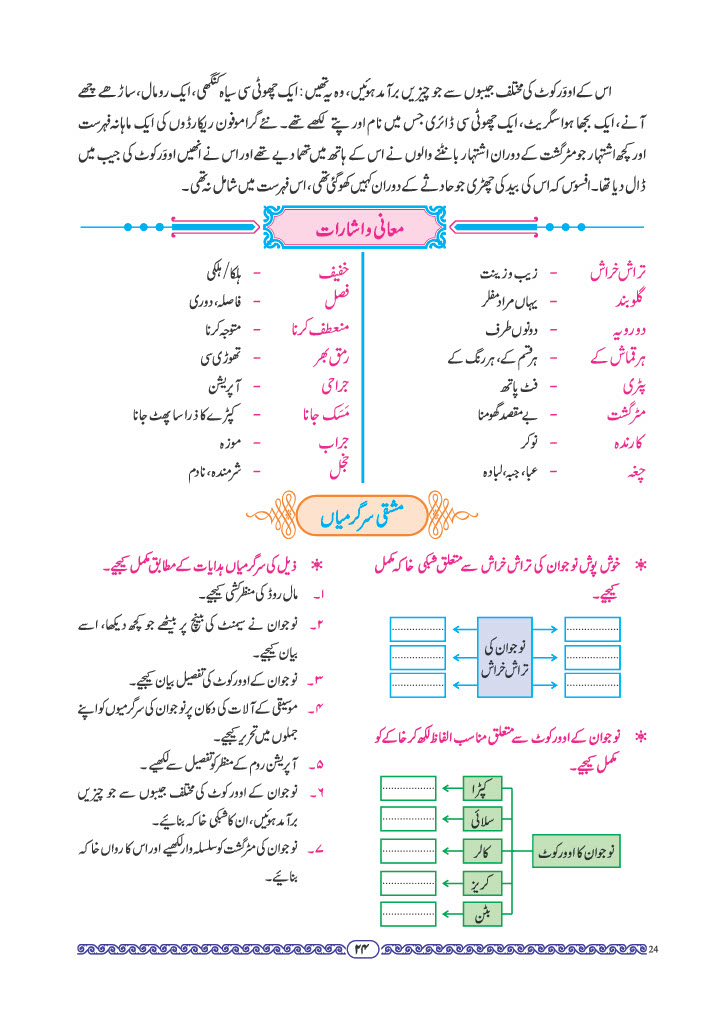 اس کے اووَر کوٹ کی مختلف جیبوں سے جو چیزیں برآمد ہوئیں، وہ یہ تھیں: ایک چھوٹی سی سیاہ کنگھی، ایک رومال، ساڑھے چھے
آنے، ایک بجھا ہوا سگریٹ، ایک چھوٹی سی ڈائری جس میں نام اور پتے لکھے تھے۔ نئے گراموفون ریکارڈوں کی ایک ماہانہ فہرست
اور کچھ اشتہار جو مٹرگشت کے دوران اشتہار بانٹنے والوں نے اس کے ہاتھ میں تھما دیے تھے اور اس نے انھیں اووَر کوٹ کی جیب میں
ڈال دیا تھا۔ افسوس کہ اس کی بید کی چھڑی جو حادثے کے دوران کہیں کھو گئی تھی، اس فہرست میں شامل نہ تھی۔
معانی و اشارات
تراش خراش – زیب و زینت
گلوبند – یہاں مراد مفلر
دورویہ – دونوں طرف
ہر قماش کے – ہر قسم کے، ہر رنگ کے
پٹری – فٹ پاتھ
مٹرگشت – بے مقصد گھومنا
کارندہ – نوکر
چغہ – عبا، جبہ، لبادہ
خفیف – ہلکا/ہلکی
فصل – فاصلہ، دوری
منعطف کرنا – متوجہ کرنا
رمق بھر – تھوڑی سی
جراحی – آپریشن
مَسک جانا – کپڑے کا ذرا سا پھٹ جانا
جراب – موزہ
خجل – شرمندہ، نادم
مشقی سرگرمیاں
* خوش پوش نوجوان کی تراش خراش سے متعلق شبکی خاکہ مکمل
کیجیے۔
نوجوان کی
تراش خراش
* نوجوان کے اوور کوٹ سے متعلق مناسب الفاظ لکھ کر خاکے کو
مکمل کیجیے۔
نوجوان کا اوور کوٹ
کپڑا
سلائی
کالر
کریز
بٹن
* ذیل کی سرگرمیاں ہدایات کے مطابق مکمل کیجیے۔
۱۔ مال روڈ کی منظر کشی کیجیے۔
۲۔ نوجوان نے سیمنٹ کی بینچ پر بیٹھے جو کچھ دیکھا، اسے
بیان کیجیے۔
۳۔ نوجوان کے اوور کوٹ کی تفصیل بیان کیجیے۔
۴۔ موسیقی کے آلات کی دکان پر نوجوان کی سرگرمیوں کو اپنے
جملوں میں تحریر کیجیے۔
۵۔ آپریشن روم کے منظر کو تفصیل سے لکھیے۔
۶۔ نوجوان کے اوور کوٹ کی مختلف جیبوں سے جو چیزیں
برآمد ہوئیں، ان کا شبکی خاکہ بنائیے۔
۷۔ نوجوان کی مٹرگشت کو سلسلہ وار لکھیے اور اس کا رواں خاکہ
بنائیے۔
۲۴
24